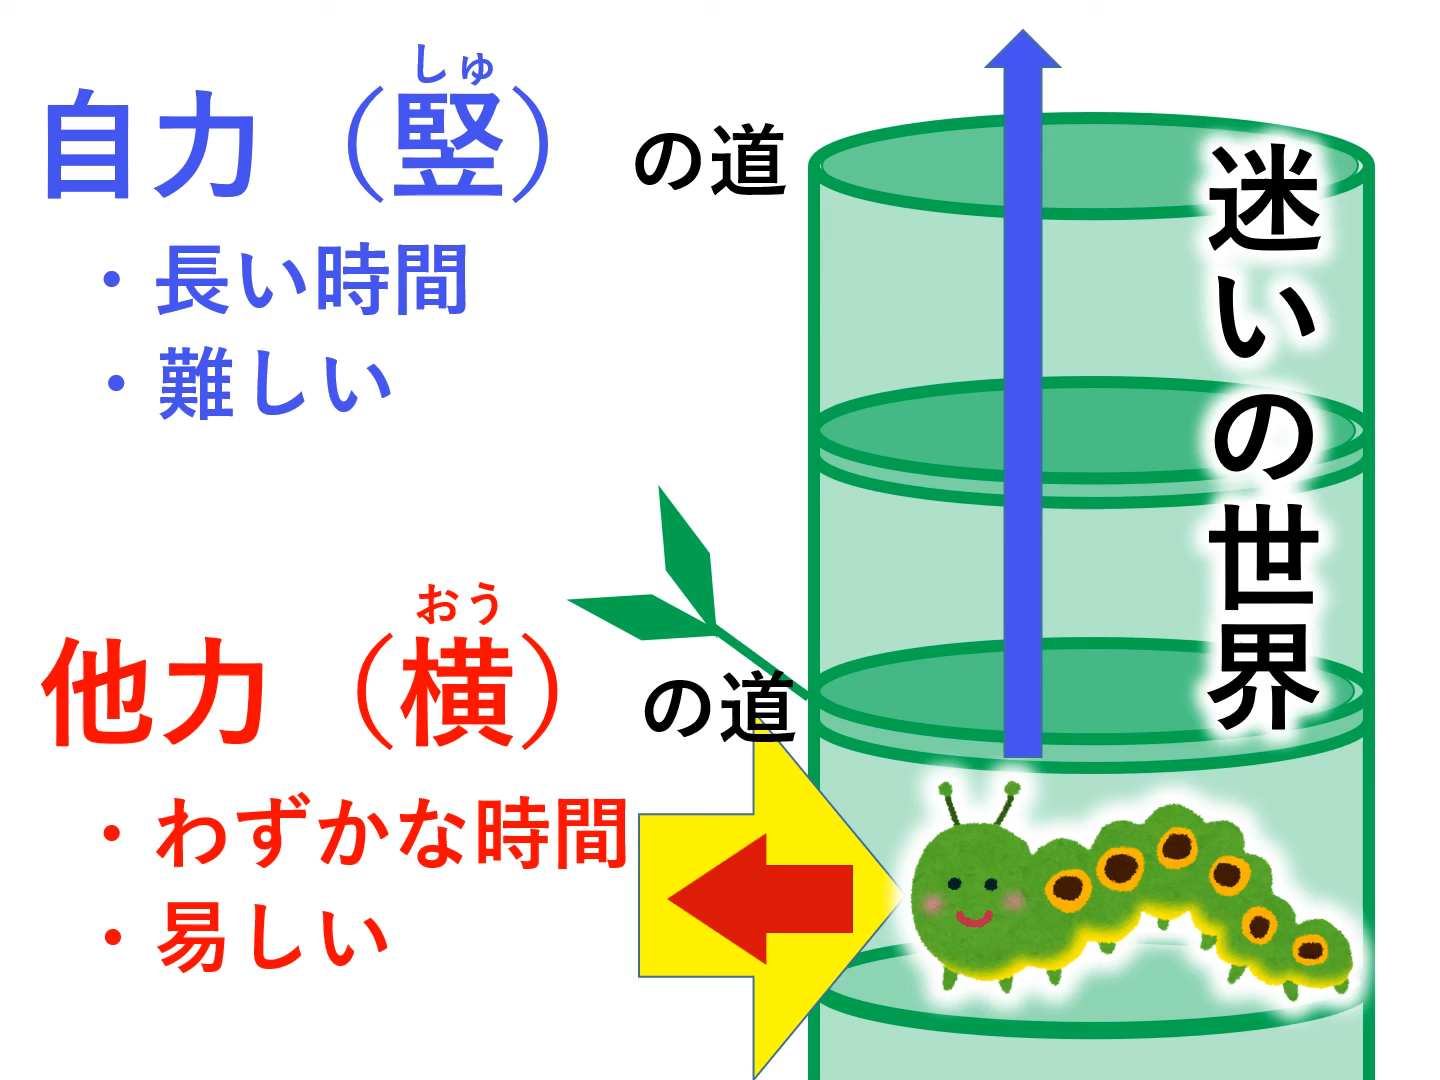 しゅ
自力（竪）の道
・長い時間
・難しい
おう
他力（横）の道
・わずかな時間
・易しい
迷いの世界